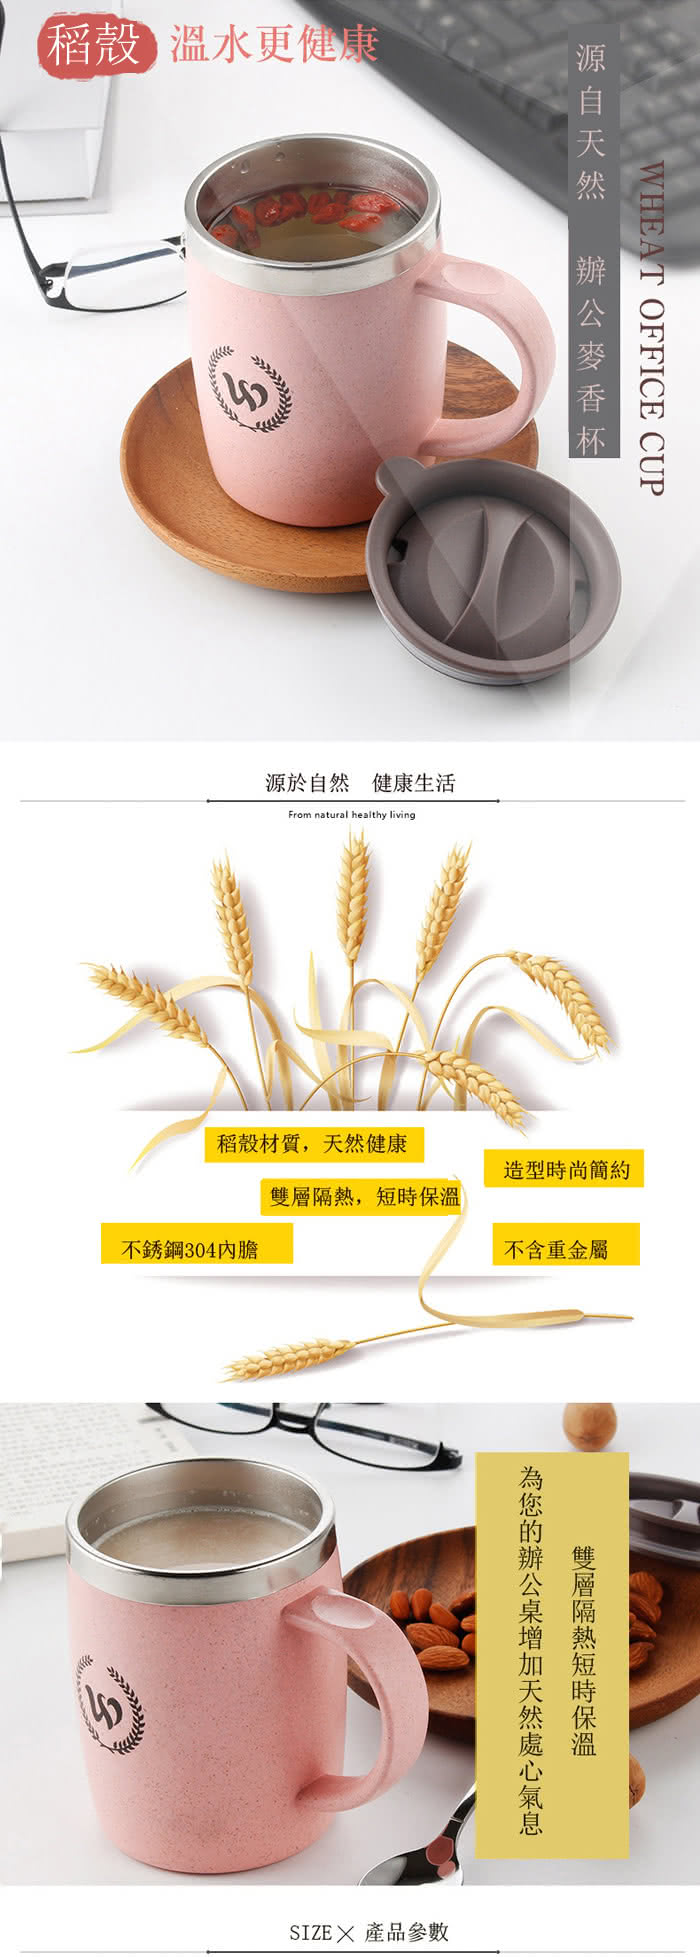 稻殼 溫水更健康
源自天然 辦公麥香杯
WHEAT OFFICE CUP
源於自然 健康生活
From natural healthy living
稻殼材質，天然健康
造型時尚簡約
雙層隔熱，短時保溫
不銹鋼304內膽
不含重金屬
雙層隔熱短時保溫
為您的辦公桌增加天然處心氣息
SIZE× 產品參數